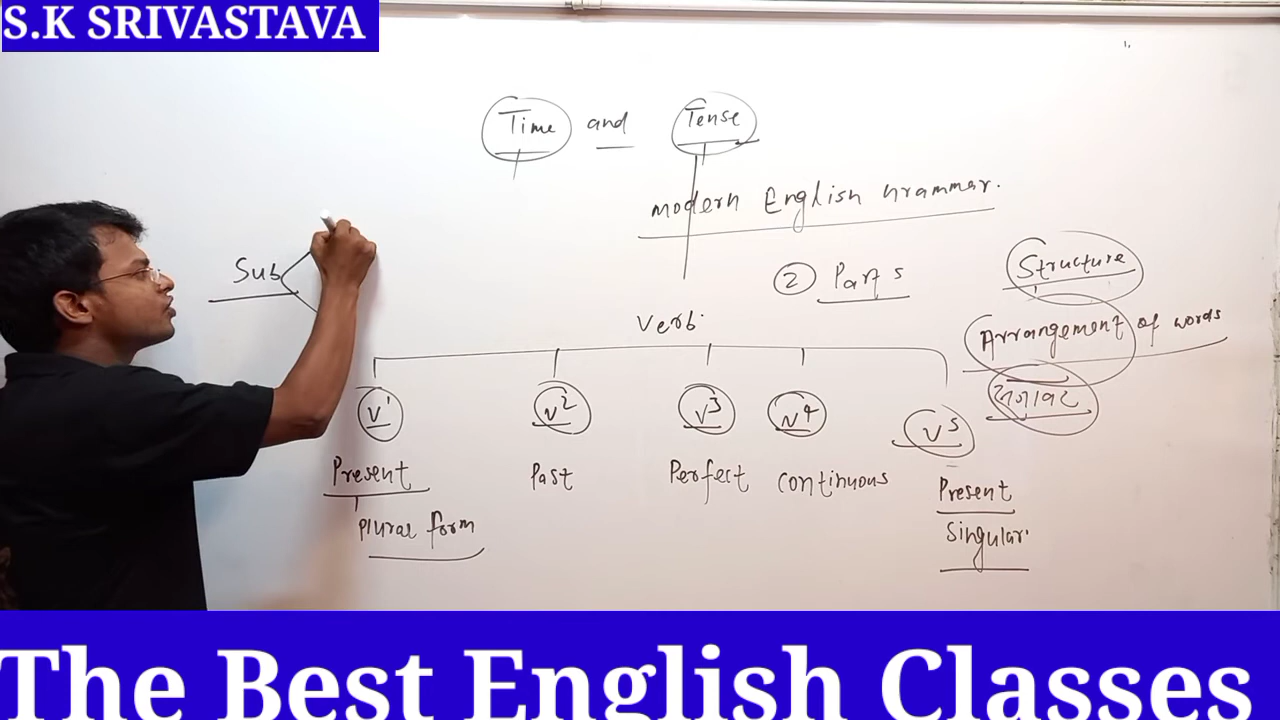 S.K SRIVASTAVA
Time and Tense
modern English Grammar.
② Parts
Structure
Arrangement of words
Sub
Verb
V¹ V² V³ V⁴ V⁵
Present Past Perfect continuous Present
Plural form Singular
The Best English Classes